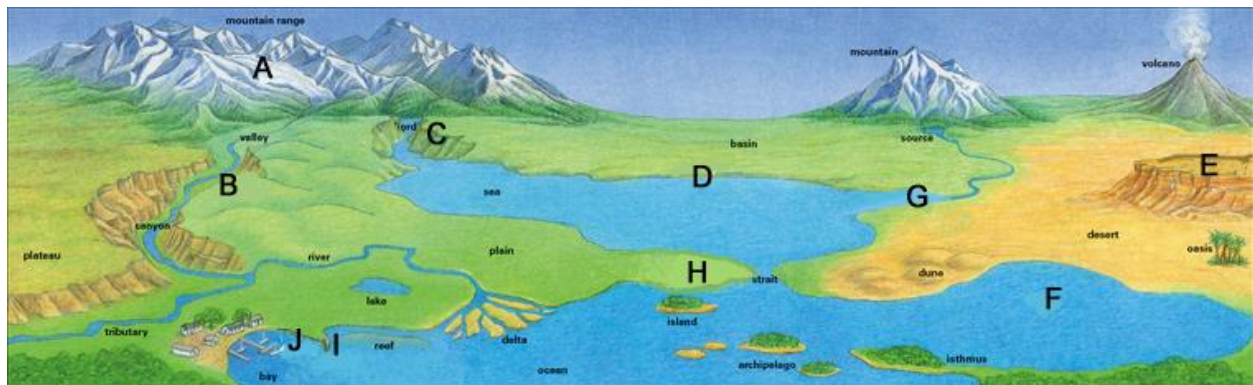 mountain range
A
mountain
volcano
fjord
C
valley
basin
source
E
B
sea
D
G
canyon
plateau
river
plain
desert
oasis
H
strait
dune
F
lake
island
tributary
J
I
reef
delta
archipelago
isthmus
ocean
bay